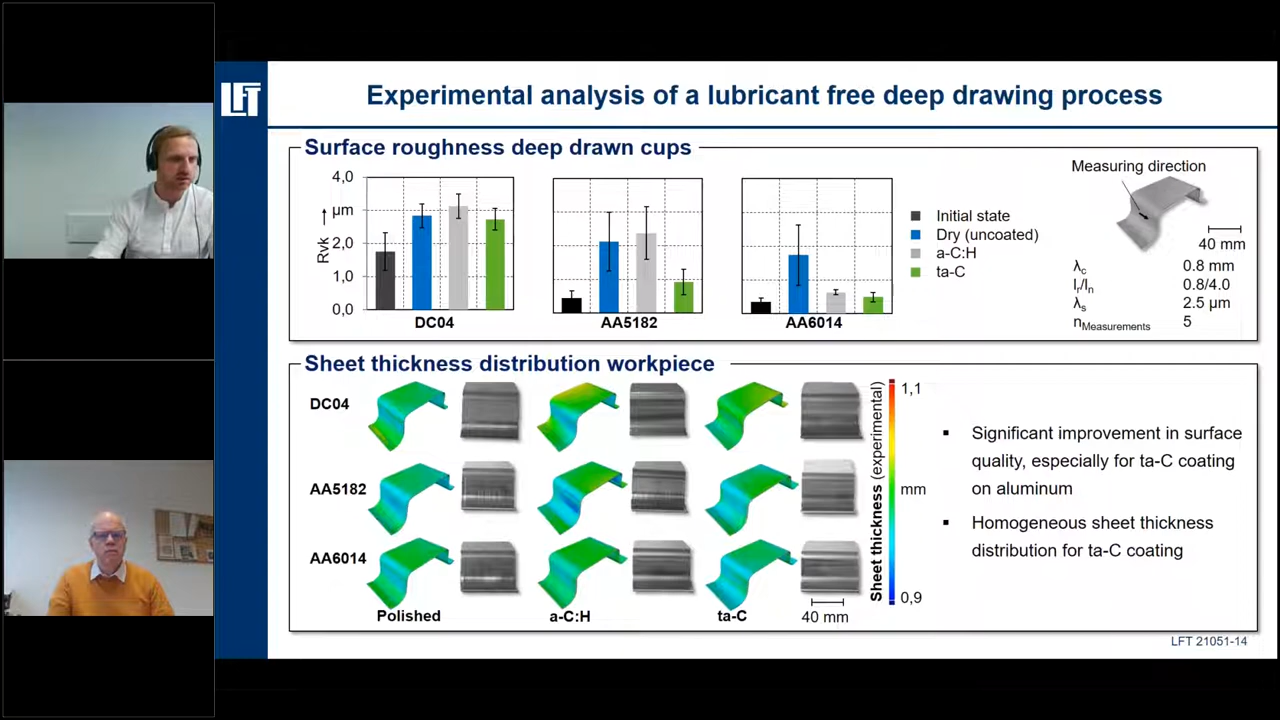 LFT
Experimental analysis of a lubricant free deep drawing process
Surface roughness deep drawn cups
4,0
µm
2,0
1,0
0,0
Rvk
DC04
AA5182
AA6014
Initial state
Dry (uncoated)
a-C:H
ta-C
Measuring direction
40 mm
λc 0.8 mm
lr/ln 0.8/4.0
λs 2.5 µm
nMeasurements 5
Sheet thickness distribution workpiece
DC04
AA5182
AA6014
Polished
a-C:H
ta-C
40 mm
Sheet thickness (experimental)
1,1
mm
0,9
▪ Significant improvement in surface
quality, especially for ta-C coating
on aluminum
▪ Homogeneous sheet thickness
distribution for ta-C coating
LFT 21051-14